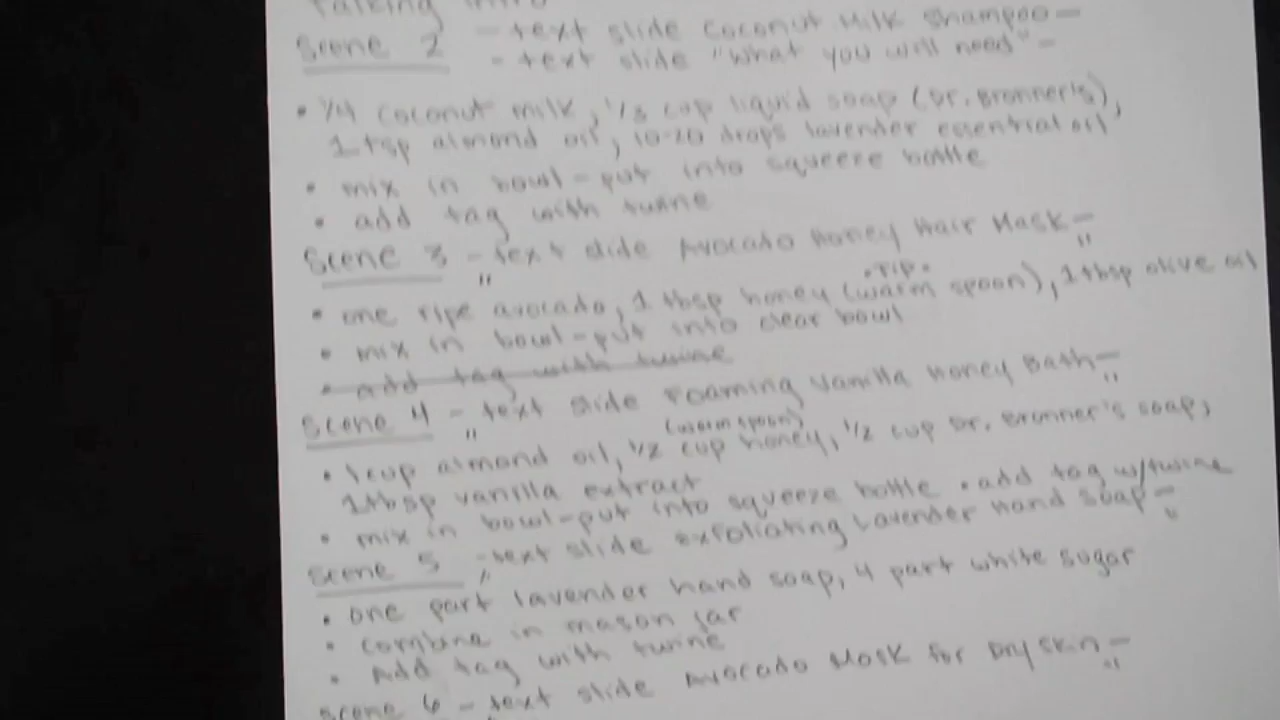 Talking Intro
Scene 2 - text slide Coconut Milk Shampoo -
- text slide "What you will need" -
• 1/4 coconut milk, 1/3 cup liquid soap (Dr. Bronner's),
1 tsp almond oil, 10-20 drops lavender essential oil
• mix in bowl - put into squeeze bottle
• add tag with twine
Scene 3 - text slide Avocado Honey Hair Mask -
" "
• TIP •
• one ripe avocado, 1 tbsp honey (warm spoon), 1 tbsp olive oil
• mix in bowl - put into clear bowl
• add tag with twine
Scene 4 - text slide Foaming Vanilla Honey Bath -
" "
(warm spoon)
• 1 cup almond oil, 1/2 cup honey, 1/2 cup Dr. Bronner's soap,
1 tbsp vanilla extract
• mix in bowl - put into squeeze bottle • add tag w/twine
Scene 5 - text slide exfoliating Lavender Hand Soap -
" "
• one part lavender hand soap, 4 part white sugar
• combine in mason jar
• Add tag with twine
Scene 6 - text slide Avocado Mask for Dry skin -
"